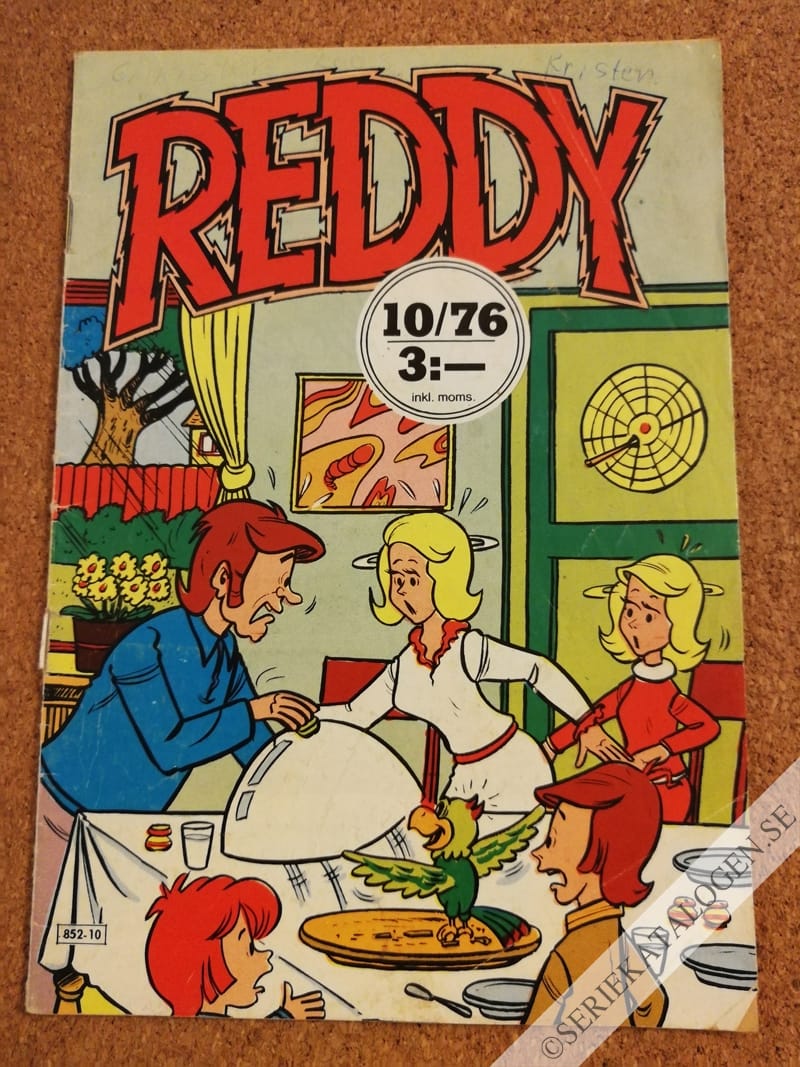 Kristen
REDDY
10/76
3:—
inkl. moms.
852-10
©SERIEKATALOGEN.SE